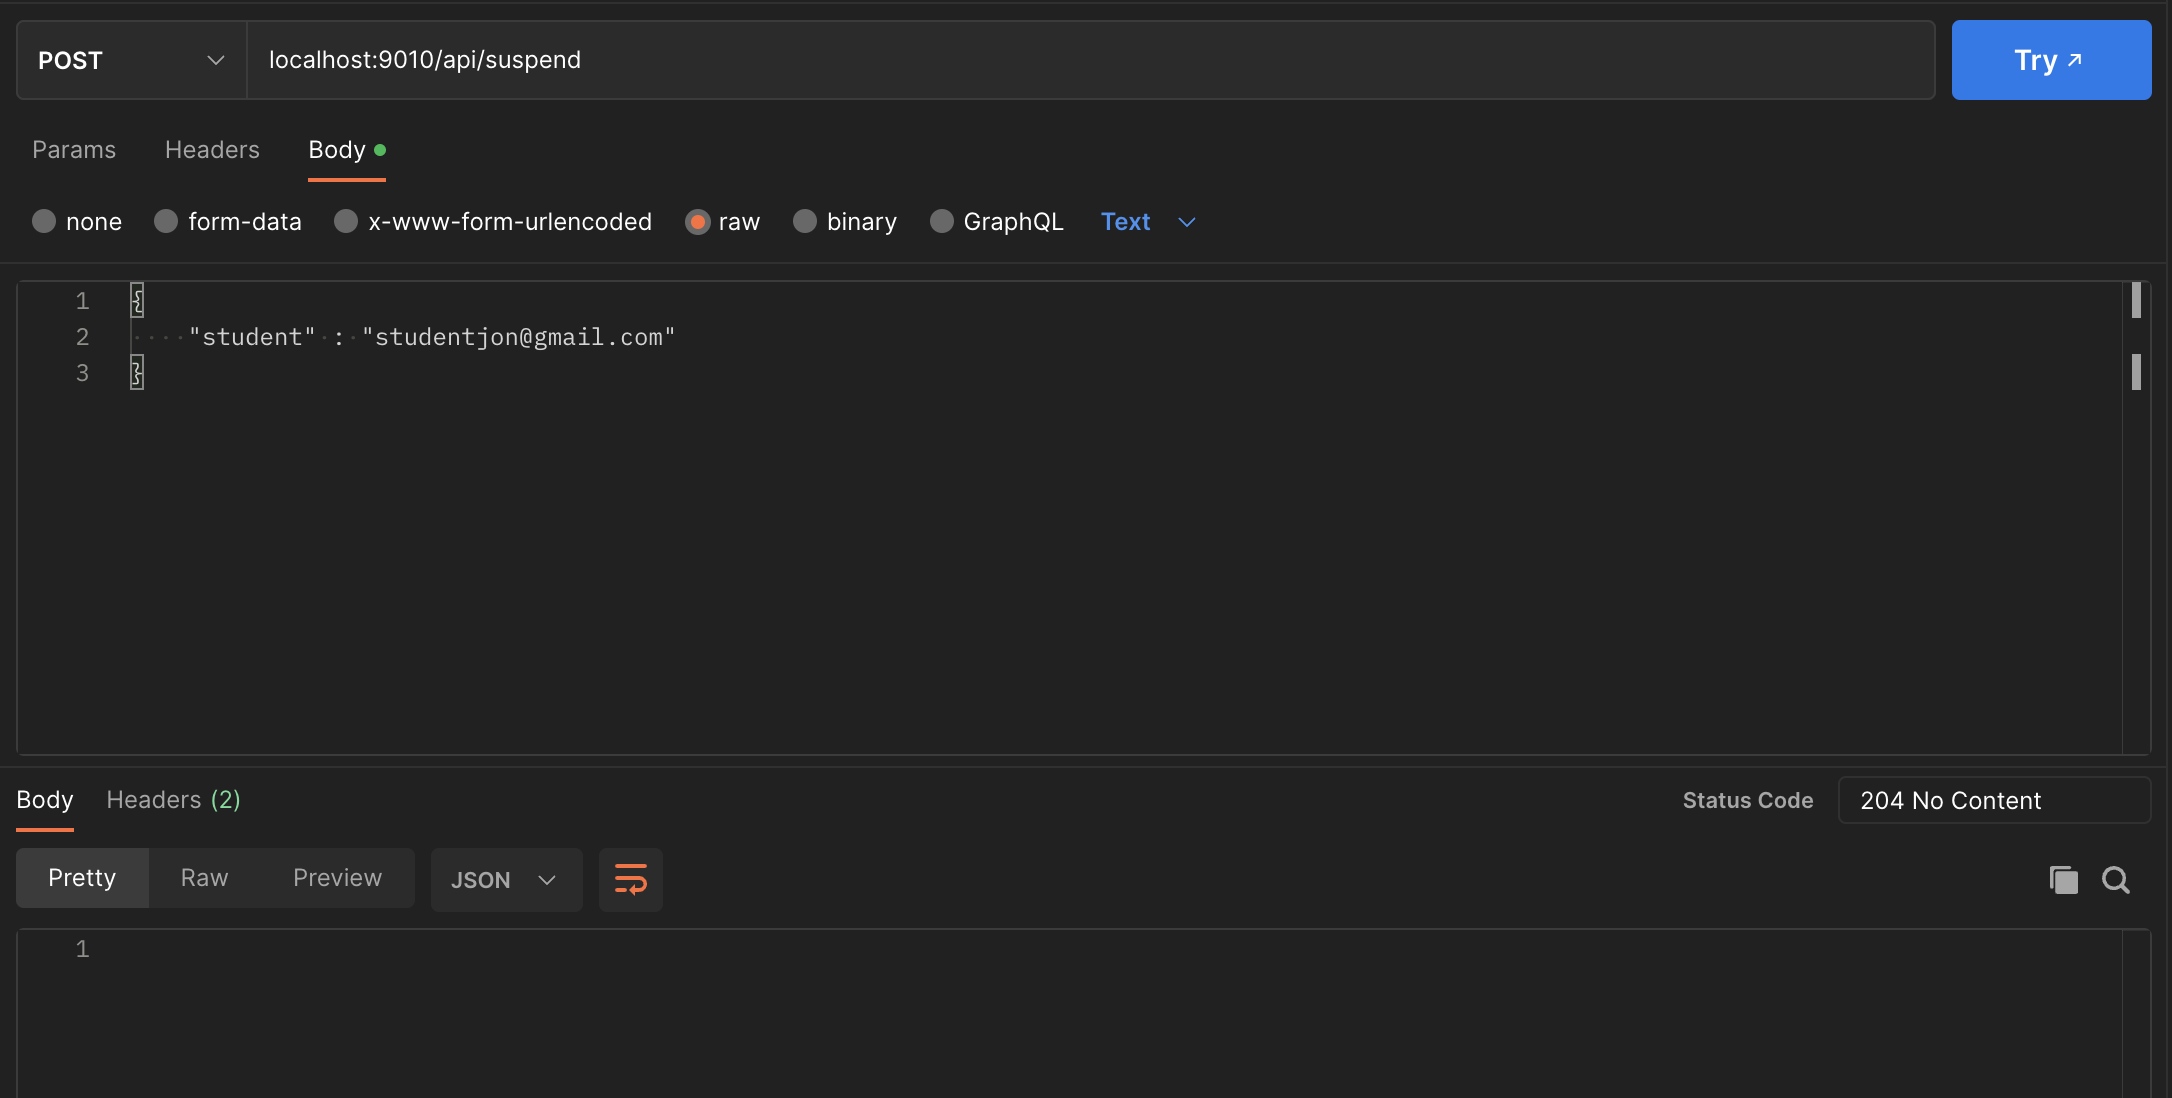 POST localhost:9010/api/suspend Try
Params Headers Body
none form-data x-www-form-urlencoded raw binary GraphQL Text
1 {
2 "student" : "studentjon@gmail.com"
3 }
Body Headers (2) Status Code 204 No Content
Pretty Raw Preview JSON
1